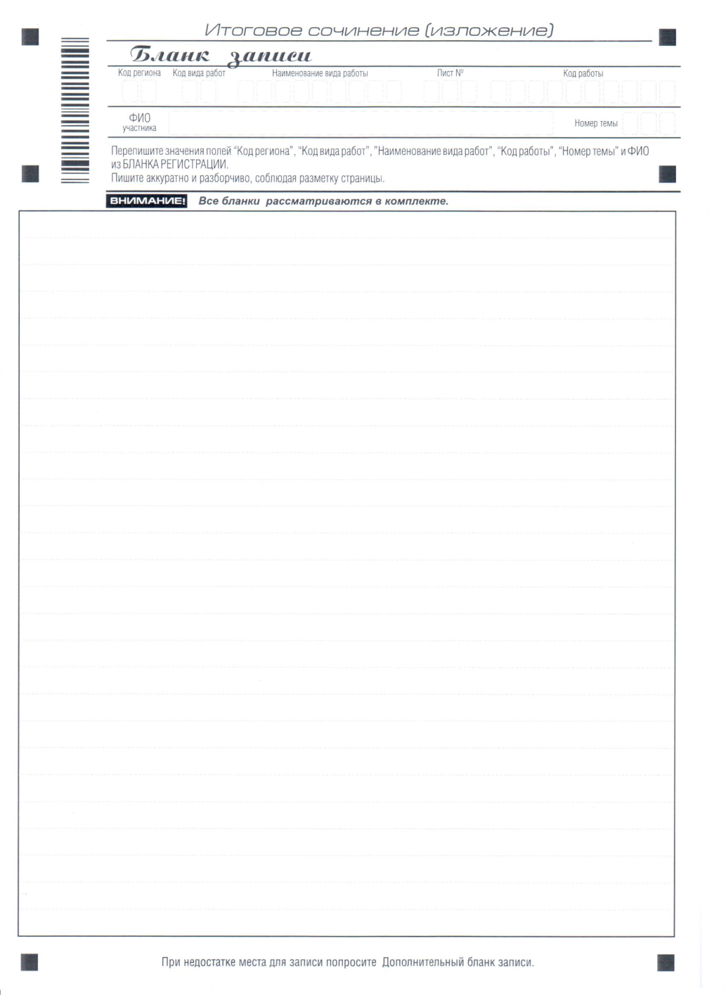 Итоговое сочинение (изложение)
Бланк записи
Код региона Код вида работ Наименование вида работы Лист № Код работы
ФИО участника Номер темы
Перепишите значения полей “Код региона”, “Код вида работ”, ”Наименование вида работ”, “Код работы”, “Номер темы” и ФИО
из БЛАНКА РЕГИСТРАЦИИ.
Пишите аккуратно и разборчиво, соблюдая разметку страницы.
ВНИМАНИЕ! Все бланки рассматриваются в комплекте.
При недостатке места для записи попросите Дополнительный бланк записи.